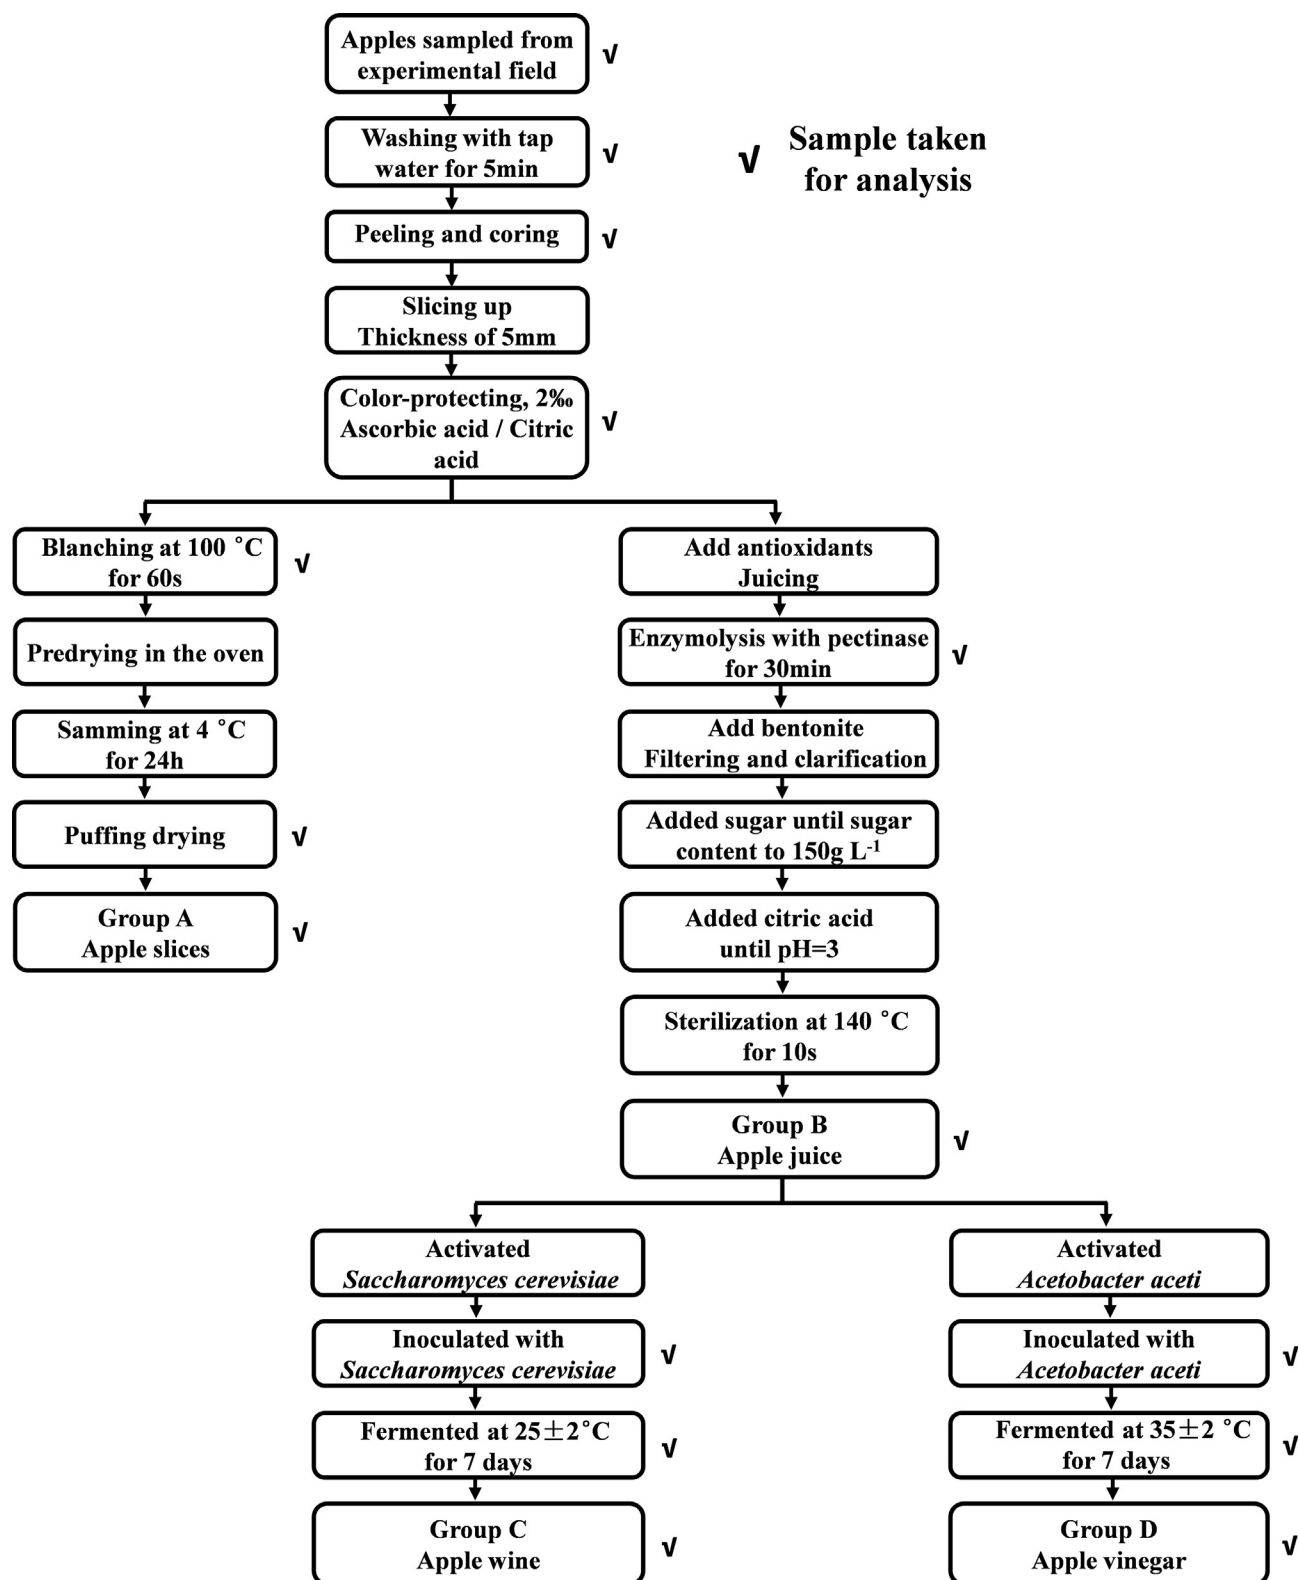 Apples sampled from
experimental field
√
Washing with tap
water for 5min
√
√ Sample taken
for analysis
Peeling and coring
√
Slicing up
Thickness of 5mm
Color-protecting, 2‰
Ascorbic acid / Citric
acid
√
Blanching at 100 °C
for 60s
√
Predrying in the oven
Samming at 4 °C
for 24h
Puffing drying
√
Group A
Apple slices
√
Add antioxidants
Juicing
Enzymolysis with pectinase
for 30min
√
Add bentonite
Filtering and clarification
Added sugar until sugar
content to 150g L⁻¹
Added citric acid
until pH=3
Sterilization at 140 °C
for 10s
Group B
Apple juice
√
Activated
Saccharomyces cerevisiae
Inoculated with
Saccharomyces cerevisiae
√
Fermented at 25±2°C
for 7 days
√
Group C
Apple wine
√
Activated
Acetobacter aceti
Inoculated with
Acetobacter aceti
√
Fermented at 35±2 °C
for 7 days
√
Group D
Apple vinegar
√